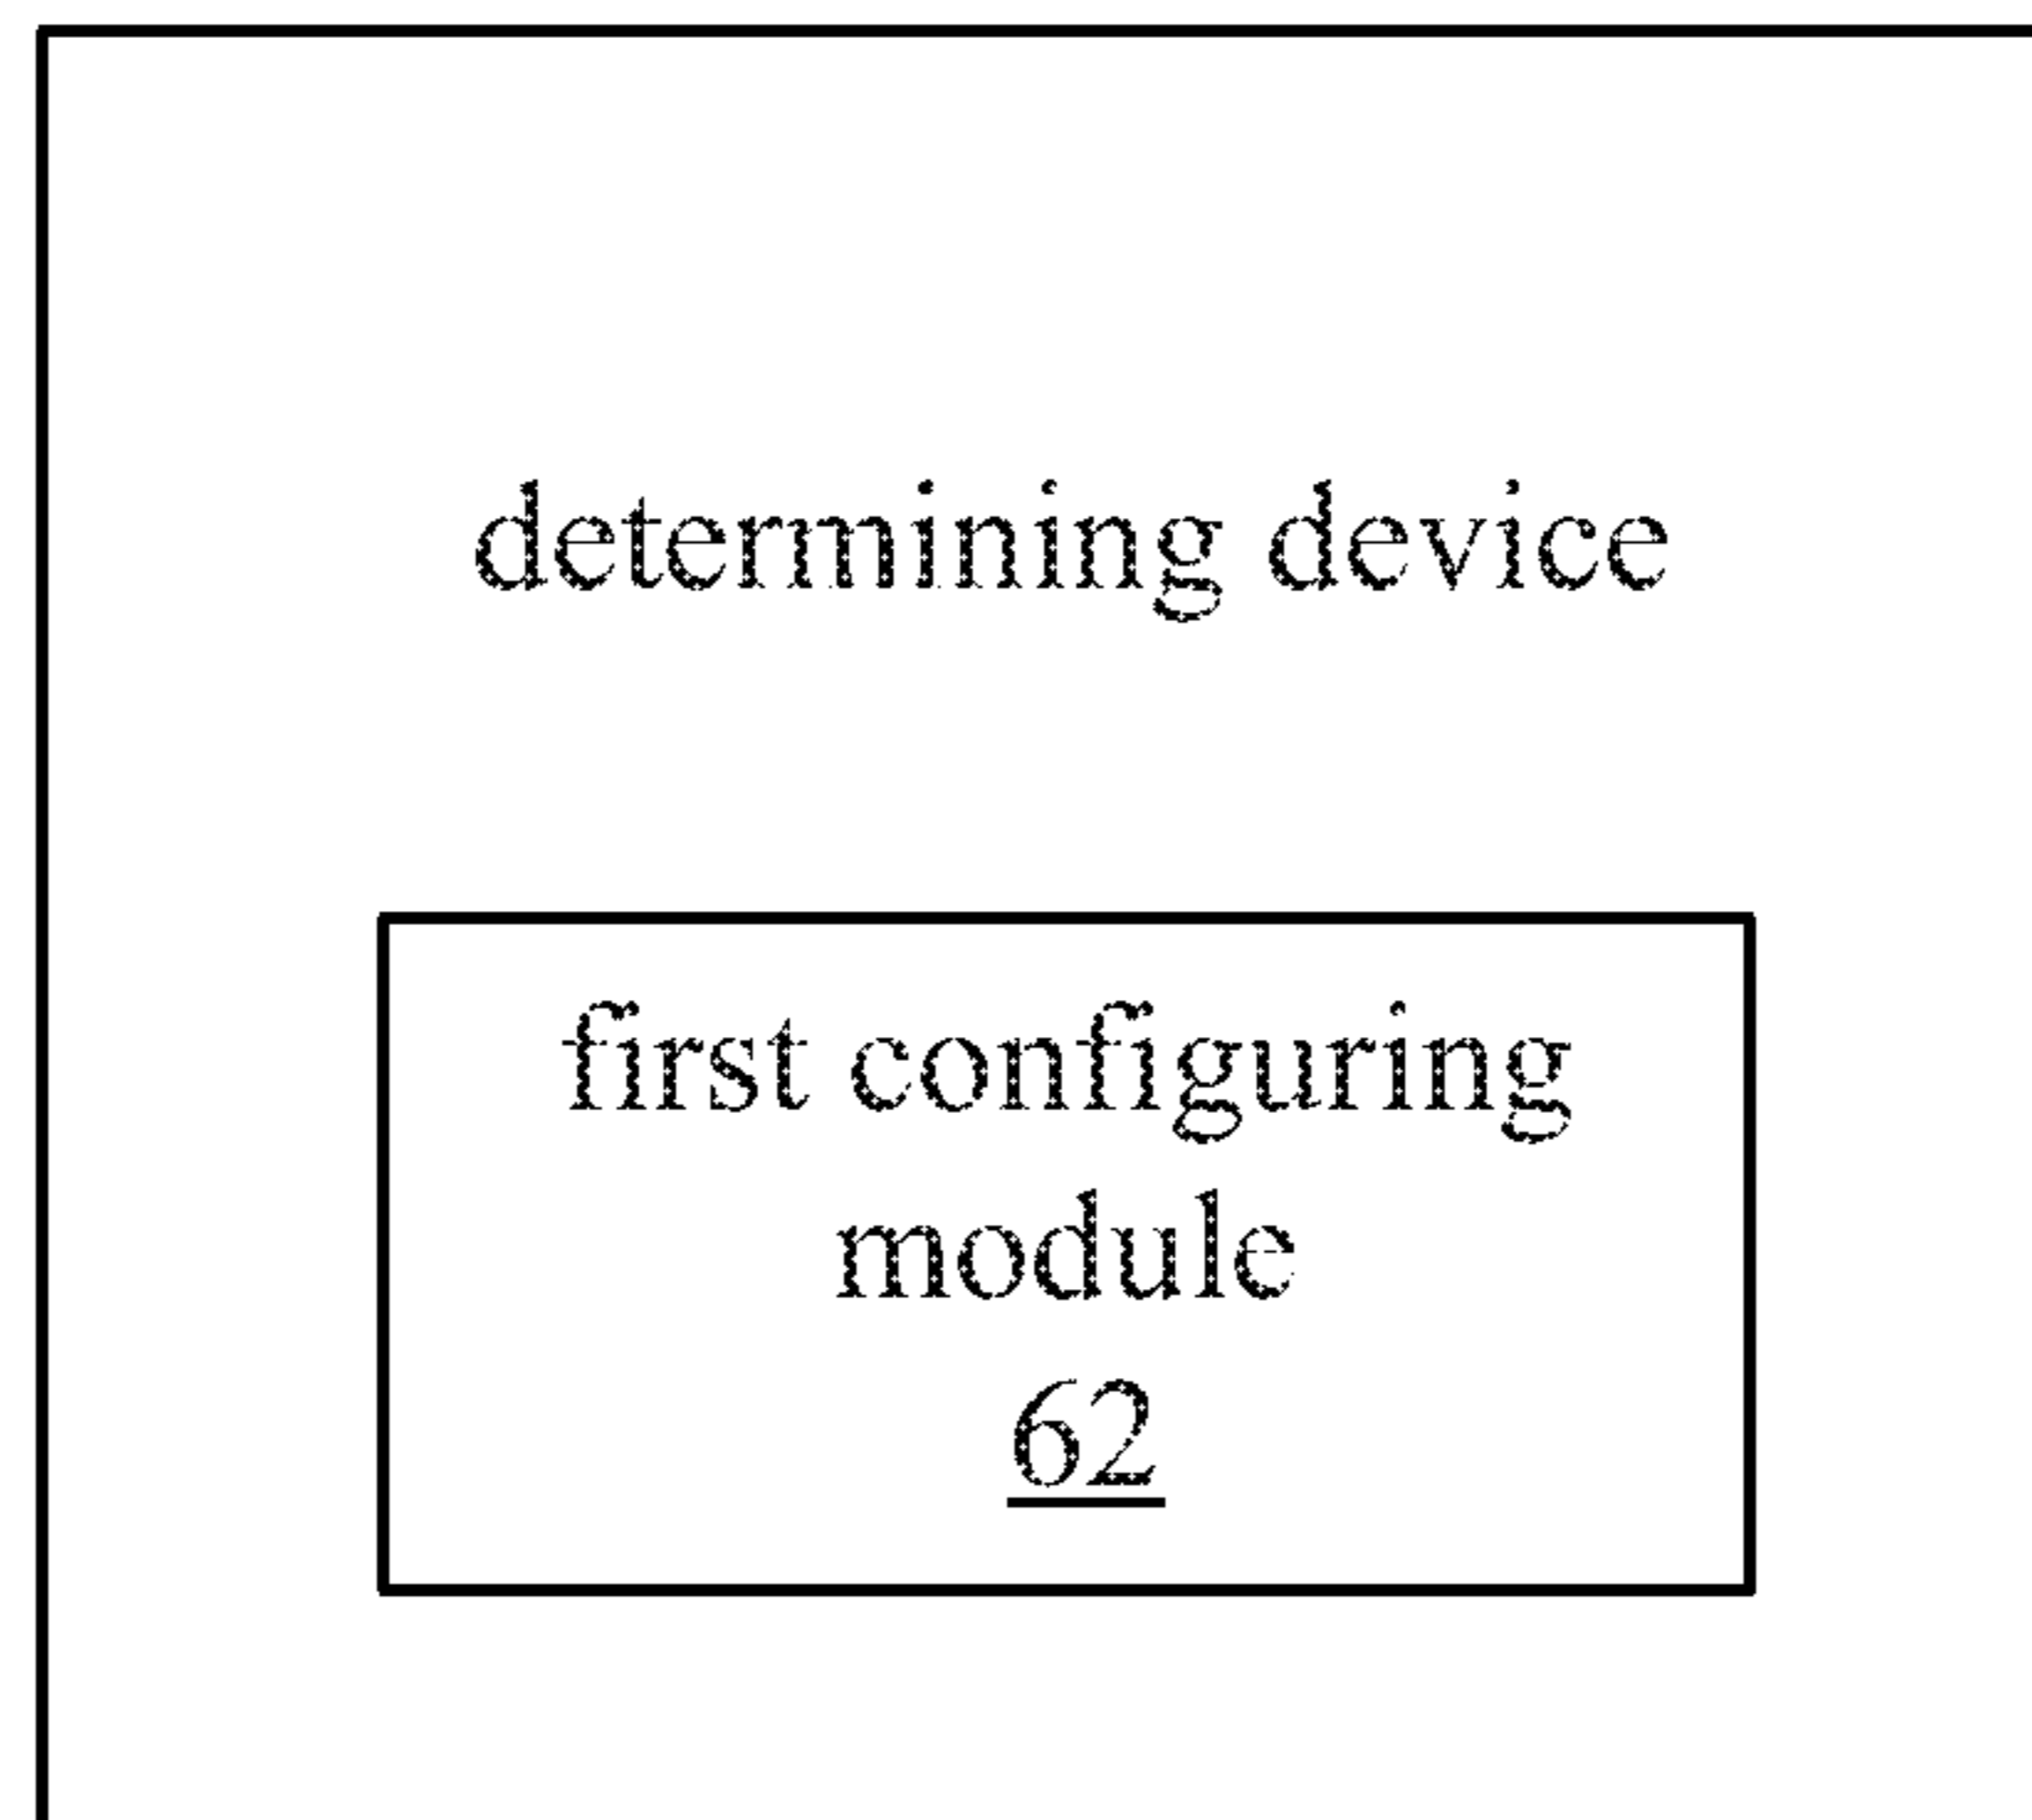 determining device
first configuring
module
62